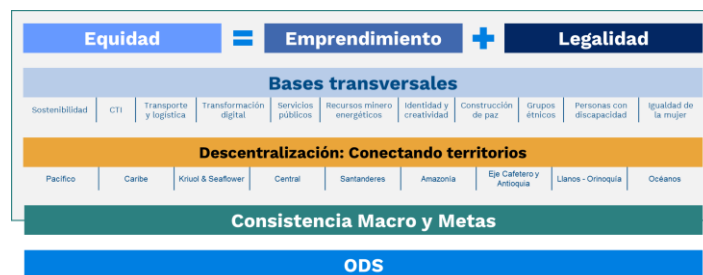 Equidad = Emprendimiento + Legalidad
Bases transversales
Sostenibilidad
CTI
Transporte
y logística
Transformación
digital
Servicios
públicos
Recursos minero
energéticos
Identidad y
creatividad
Construcción
de paz
Grupos
étnicos
Personas con
discapacidad
Igualdad de
la mujer
Descentralización: Conectando territorios
Pacífico
Caribe
Kriuol & Seaflower
Central
Santanderes
Amazonía
Eje Cafetero y
Antioquia
Llanos - Orinoquía
Océanos
Consistencia Macro y Metas
ODS